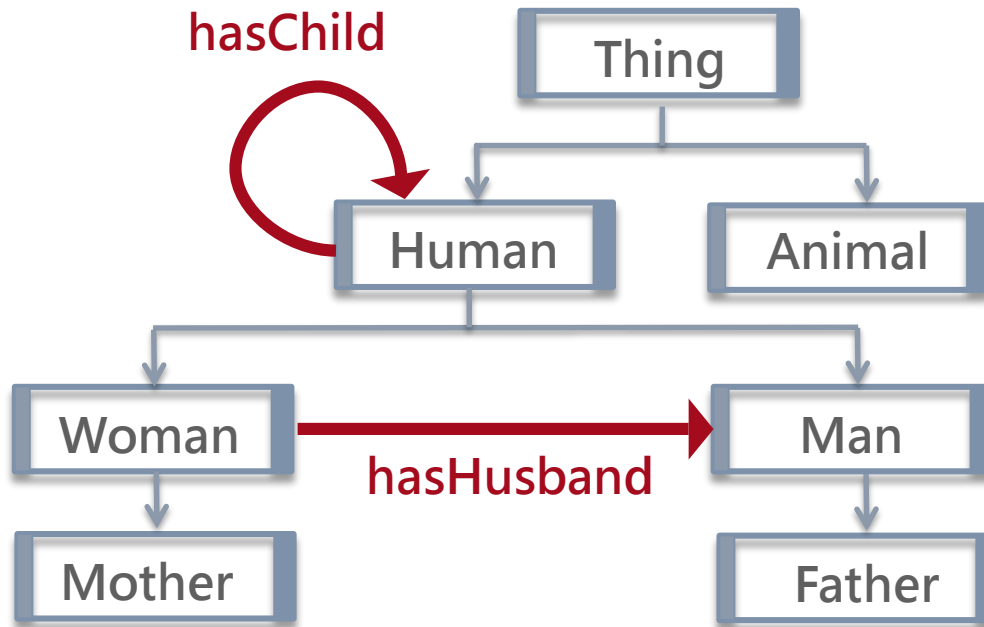 hasChild
Thing
Human
Animal
Woman
Man
hasHusband
Mother
Father